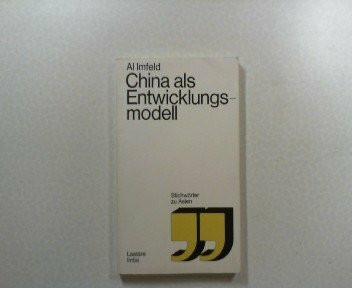 Al Imfeld
China als
Entwicklungs-
modell
Stichwörter
zu Asien
Laetare
Imba